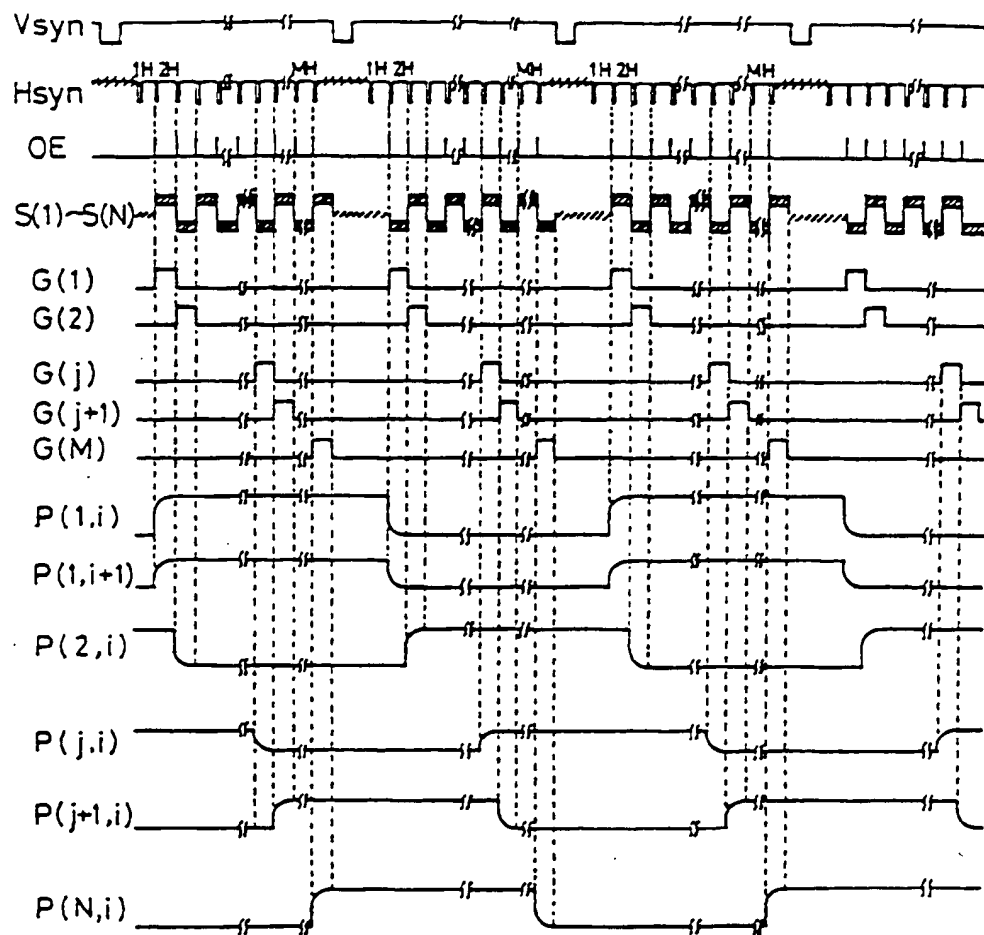 Vsyn
1H 2H MH 1H 2H MH 1H 2H MH
Hsyn
OE
S(1)~S(N)
G(1)
G(2)
G(j)
G(j+1)
G(M)
P(1,i)
P(1,i+1)
P(2,i)
P(j,i)
P(j+1,i)
P(N,i)